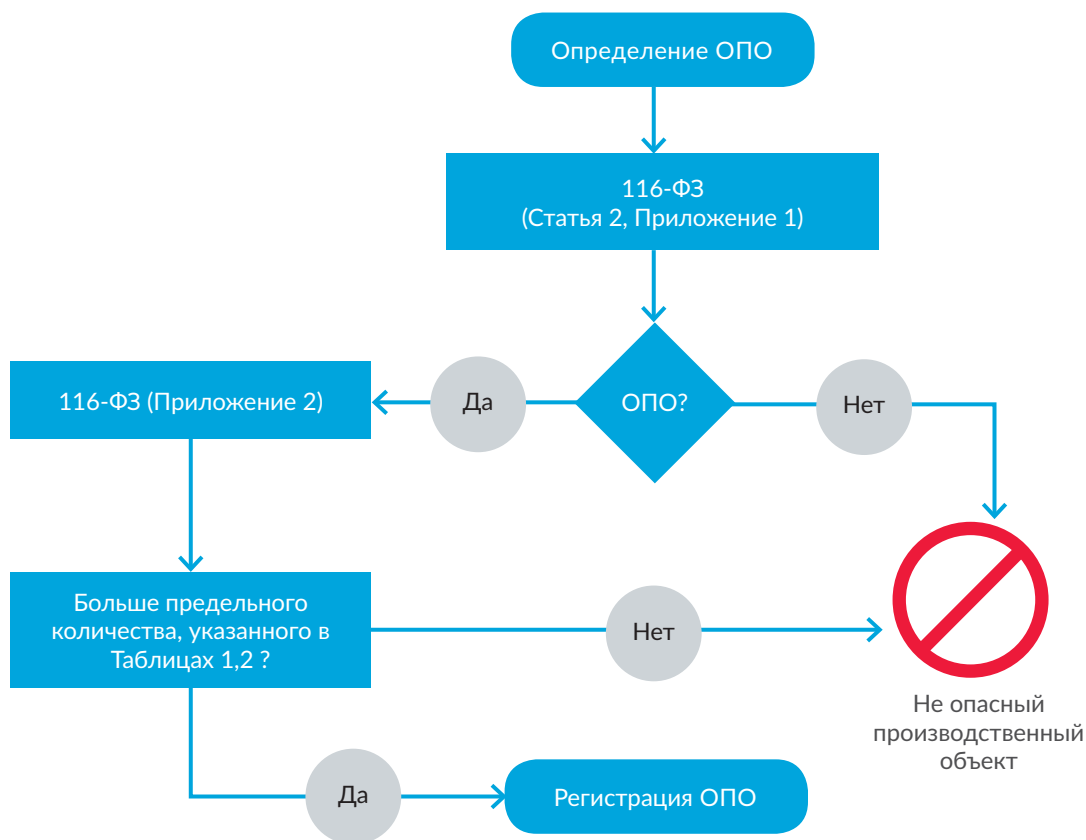 Определение ОПО
116-ФЗ
(Статья 2, Приложение 1)
ОПО?
Да
Нет
116-ФЗ (Приложение 2)
Больше предельного
количества, указанного в
Таблицах 1,2 ?
Нет
Не опасный
производственный
объект
Да
Регистрация ОПО